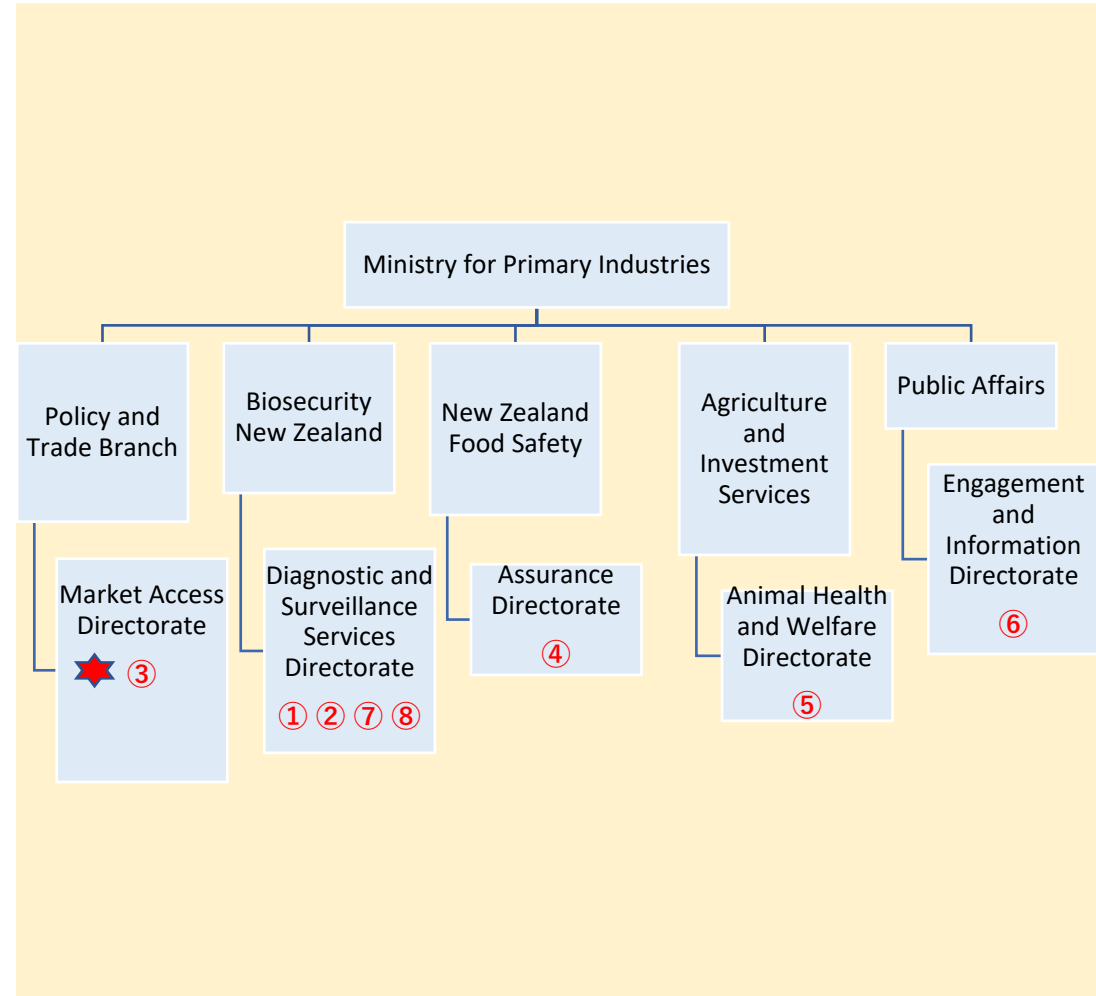 Ministry for Primary Industries
Policy and
Trade Branch
Biosecurity
New Zealand
New Zealand
Food Safety
Agriculture
and
Investment
Services
Public Affairs
Market Access
Directorate
③
Diagnostic and
Surveillance
Services
Directorate
① ② ⑦ ⑧
Assurance
Directorate
④
Animal Health
and Welfare
Directorate
⑤
Engagement
and
Information
Directorate
⑥